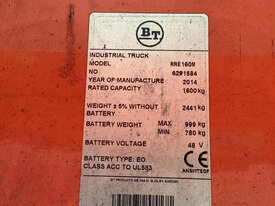 BT
INDUSTRIAL TRUCK
MODEL RRE160M
NO 6291584
YEAR OF MANUFACTURE 2014
RATED CAPACITY 1600 kg
WEIGHT ± 5% WITHOUT 2441 kg
BATTERY
BATTERY WEIGHT MAX 999 kg
MIN 780 kg
BATTERY VOLTAGE 48 V
BATTERY TYPE: EO
CLASS ACC TO UL583